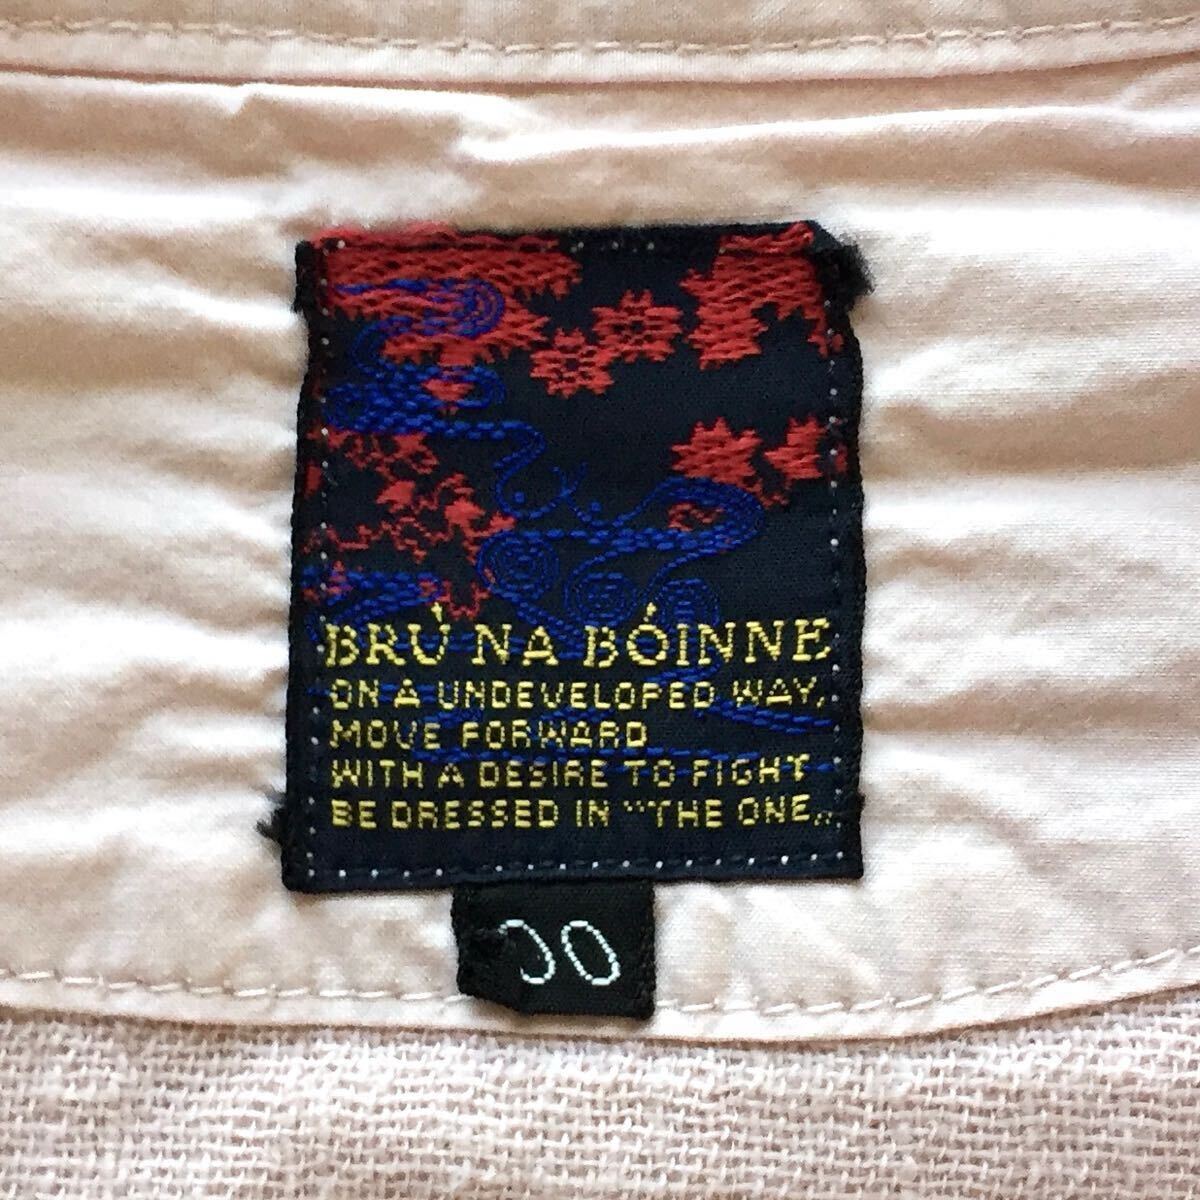 BRÚ NA BÓINNE
ON A UNDEVELOPED WAY,
MOVE FORWARD
WITH A DESIRE TO FIGHT
BE DRESSED IN “THE ONE„
00